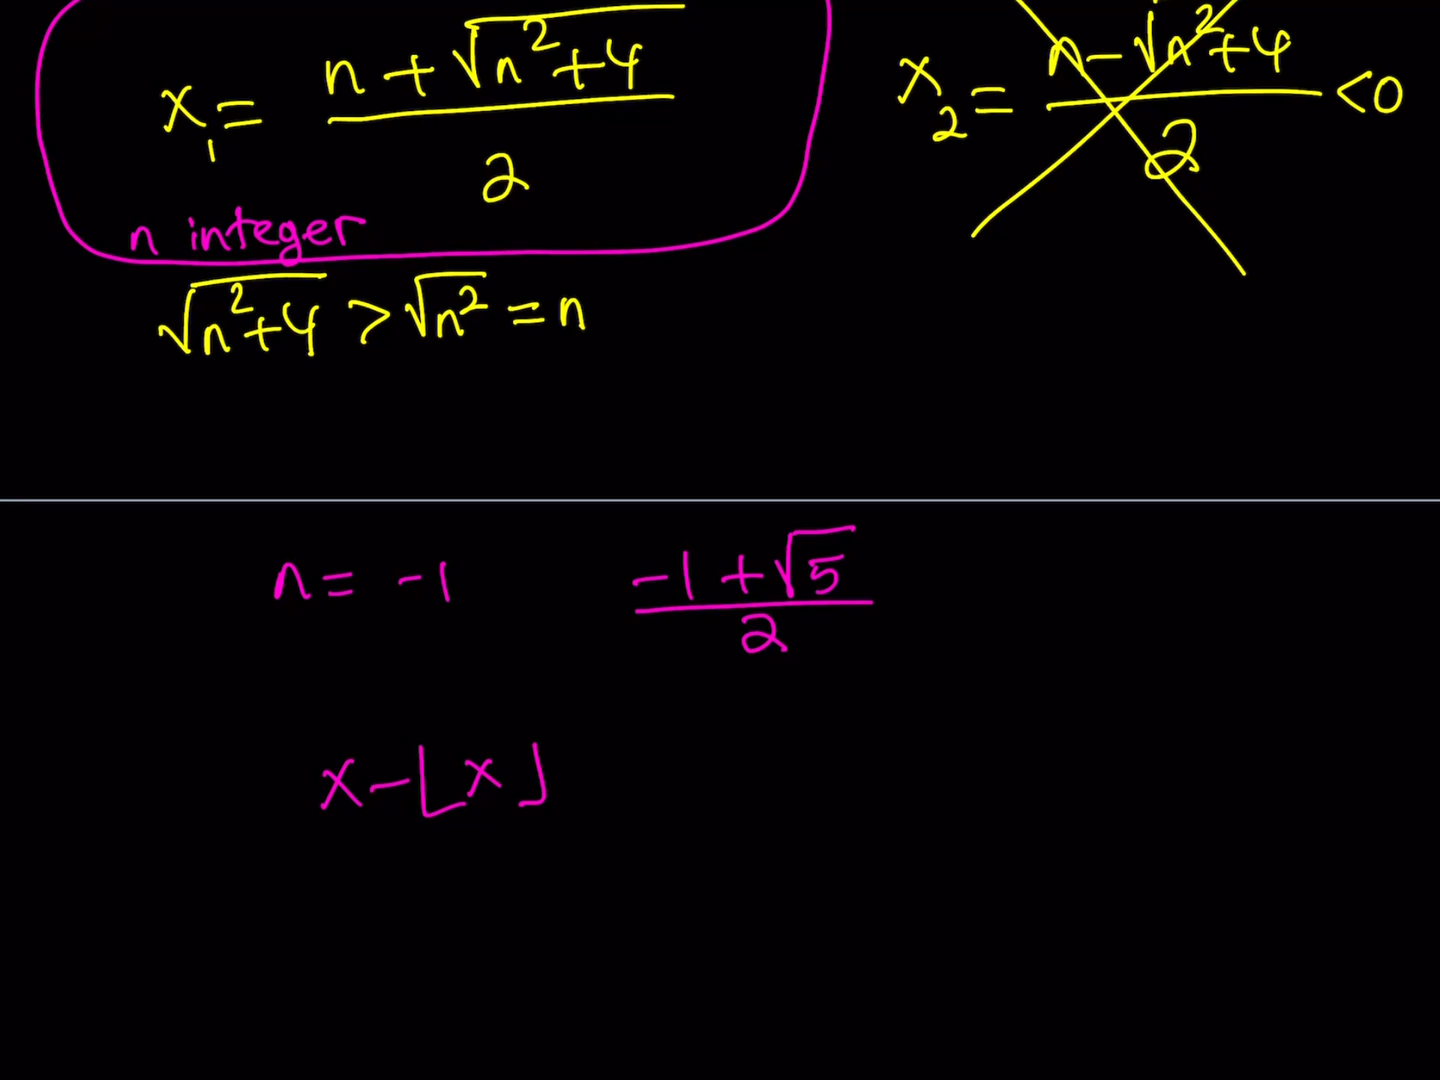 x₁ = (n + √(n² + 4)) / 2
x₂ = (n − √(n² + 4)) / 2 < 0
n integer
√(n² + 4) > √(n²) = n
n = −1    (−1 + √5) / 2
x − ⌊x⌋